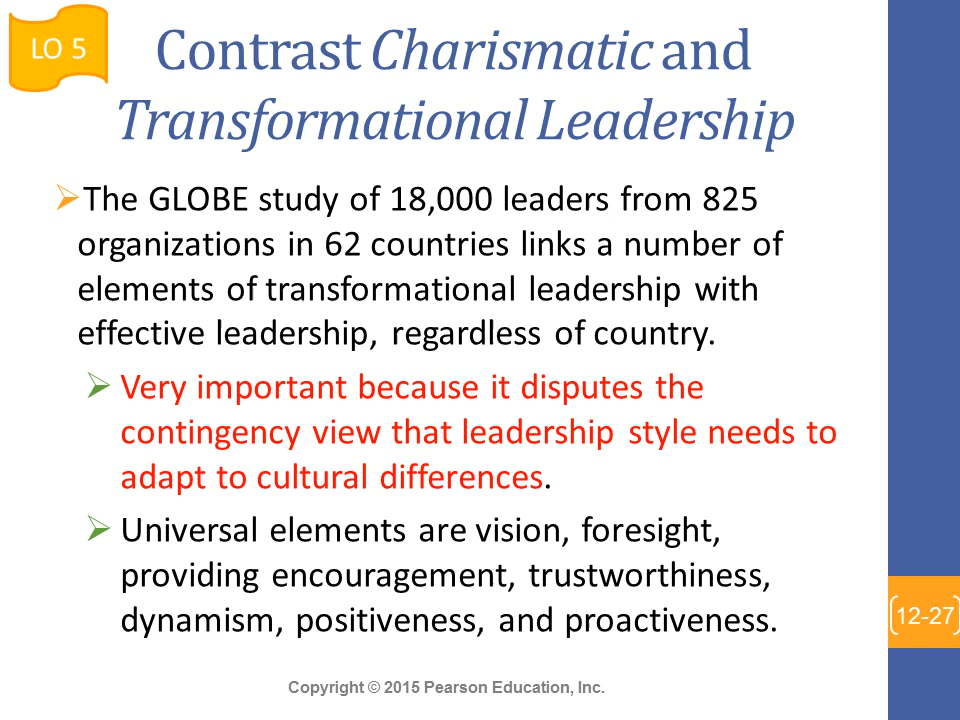 LO 5
Contrast Charismatic and
Transformational Leadership
The GLOBE study of 18,000 leaders from 825
organizations in 62 countries links a number of
elements of transformational leadership with
effective leadership, regardless of country.
Very important because it disputes the
contingency view that leadership style needs to
adapt to cultural differences.
Universal elements are vision, foresight,
providing encouragement, trustworthiness,
dynamism, positiveness, and proactiveness.
12-27
Copyright © 2015 Pearson Education, Inc.